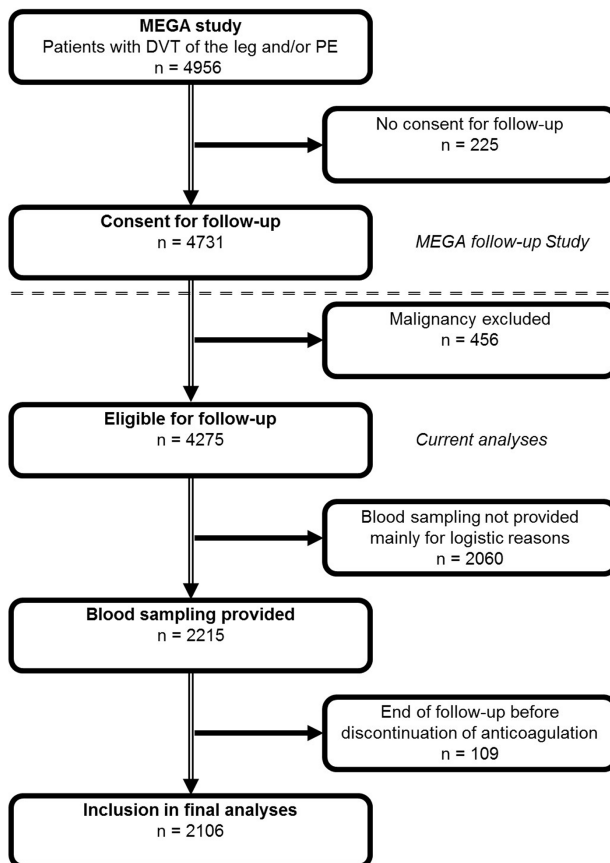 MEGA study
Patients with DVT of the leg and/or PE
n = 4956
No consent for follow-up
n = 225
Consent for follow-up
n = 4731
MEGA follow-up Study
Malignancy excluded
n = 456
Eligible for follow-up
n = 4275
Current analyses
Blood sampling not provided
mainly for logistic reasons
n = 2060
Blood sampling provided
n = 2215
End of follow-up before
discontinuation of anticoagulation
n = 109
Inclusion in final analyses
n = 2106